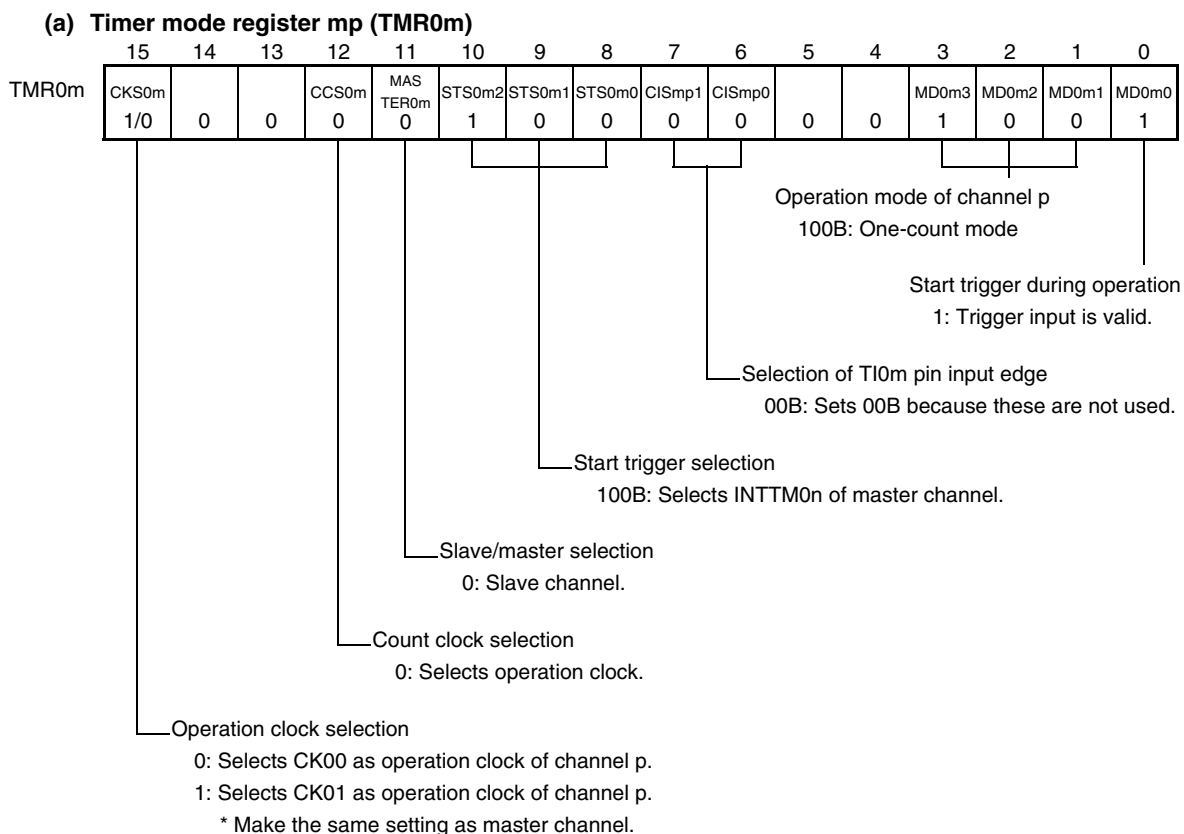 (a) Timer mode register mp (TMR0m)
15 14 13 12 11 10 9 8 7 6 5 4 3 2 1 0
TMR0m CKS0m CCS0m MAS TER0m STS0m2 STS0m1 STS0m0 CISmp1 CISmp0 MD0m3 MD0m2 MD0m1 MD0m0
1/0 0 0 0 0 1 0 0 0 0 0 0 1 0 0 1
Operation mode of channel p
100B: One-count mode
Start trigger during operation
1: Trigger input is valid.
Selection of TI0m pin input edge
00B: Sets 00B because these are not used.
Start trigger selection
100B: Selects INTTM0n of master channel.
Slave/master selection
0: Slave channel.
Count clock selection
0: Selects operation clock.
Operation clock selection
0: Selects CK00 as operation clock of channel p.
1: Selects CK01 as operation clock of channel p.
* Make the same setting as master channel.